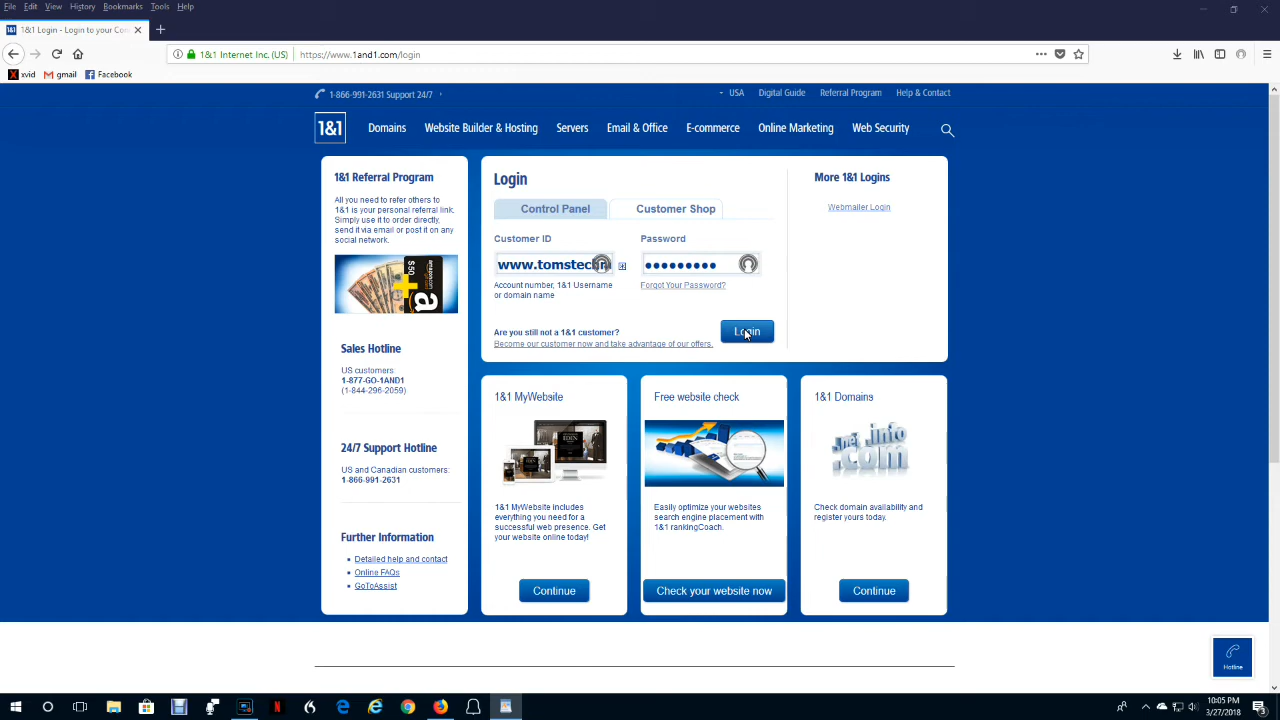 File Edit View History Bookmarks Tools Help
1&1 Login - Login to your Con
1&1 Internet Inc. (US) https://www.1and1.com/login
xvid gmail Facebook
1-866-991-2631 Support 24/7
USA Digital Guide Referral Program Help & Contact
1&1 Domains Website Builder & Hosting Servers Email & Office E-commerce Online Marketing Web Security
1&1 Referral Program
All you need to refer others to
1&1 is your personal referral link.
Simply use it to order directly,
send it via email or post it on any
social network.
$50
Sales Hotline
US customers:
1-877-GO-1AND1
(1-844-296-2059)
24/7 Support Hotline
US and Canadian customers:
1-866-991-2631
Further Information
Detailed help and contact
Online FAQs
GoToAssist
Login
Control Panel Customer Shop
Customer ID Password
www.tomstech
Account number, 1&1 Username
or domain name
Forgot Your Password?
Are you still not a 1&1 customer?
Become our customer now and take advantage of our offers.
Login
More 1&1 Logins
Webmailer Login
1&1 MyWebsite
EDEN
1&1 MyWebsite includes
everything you need for a
successful web presence. Get
your website online today!
Continue
Free website check
Easily optimize your websites
search engine placement with
1&1 rankingCoach.
Check your website now
1&1 Domains
.net .info
.com
Check domain availability and
register yours today.
Continue
Hotline
10:05 PM
3/27/2018